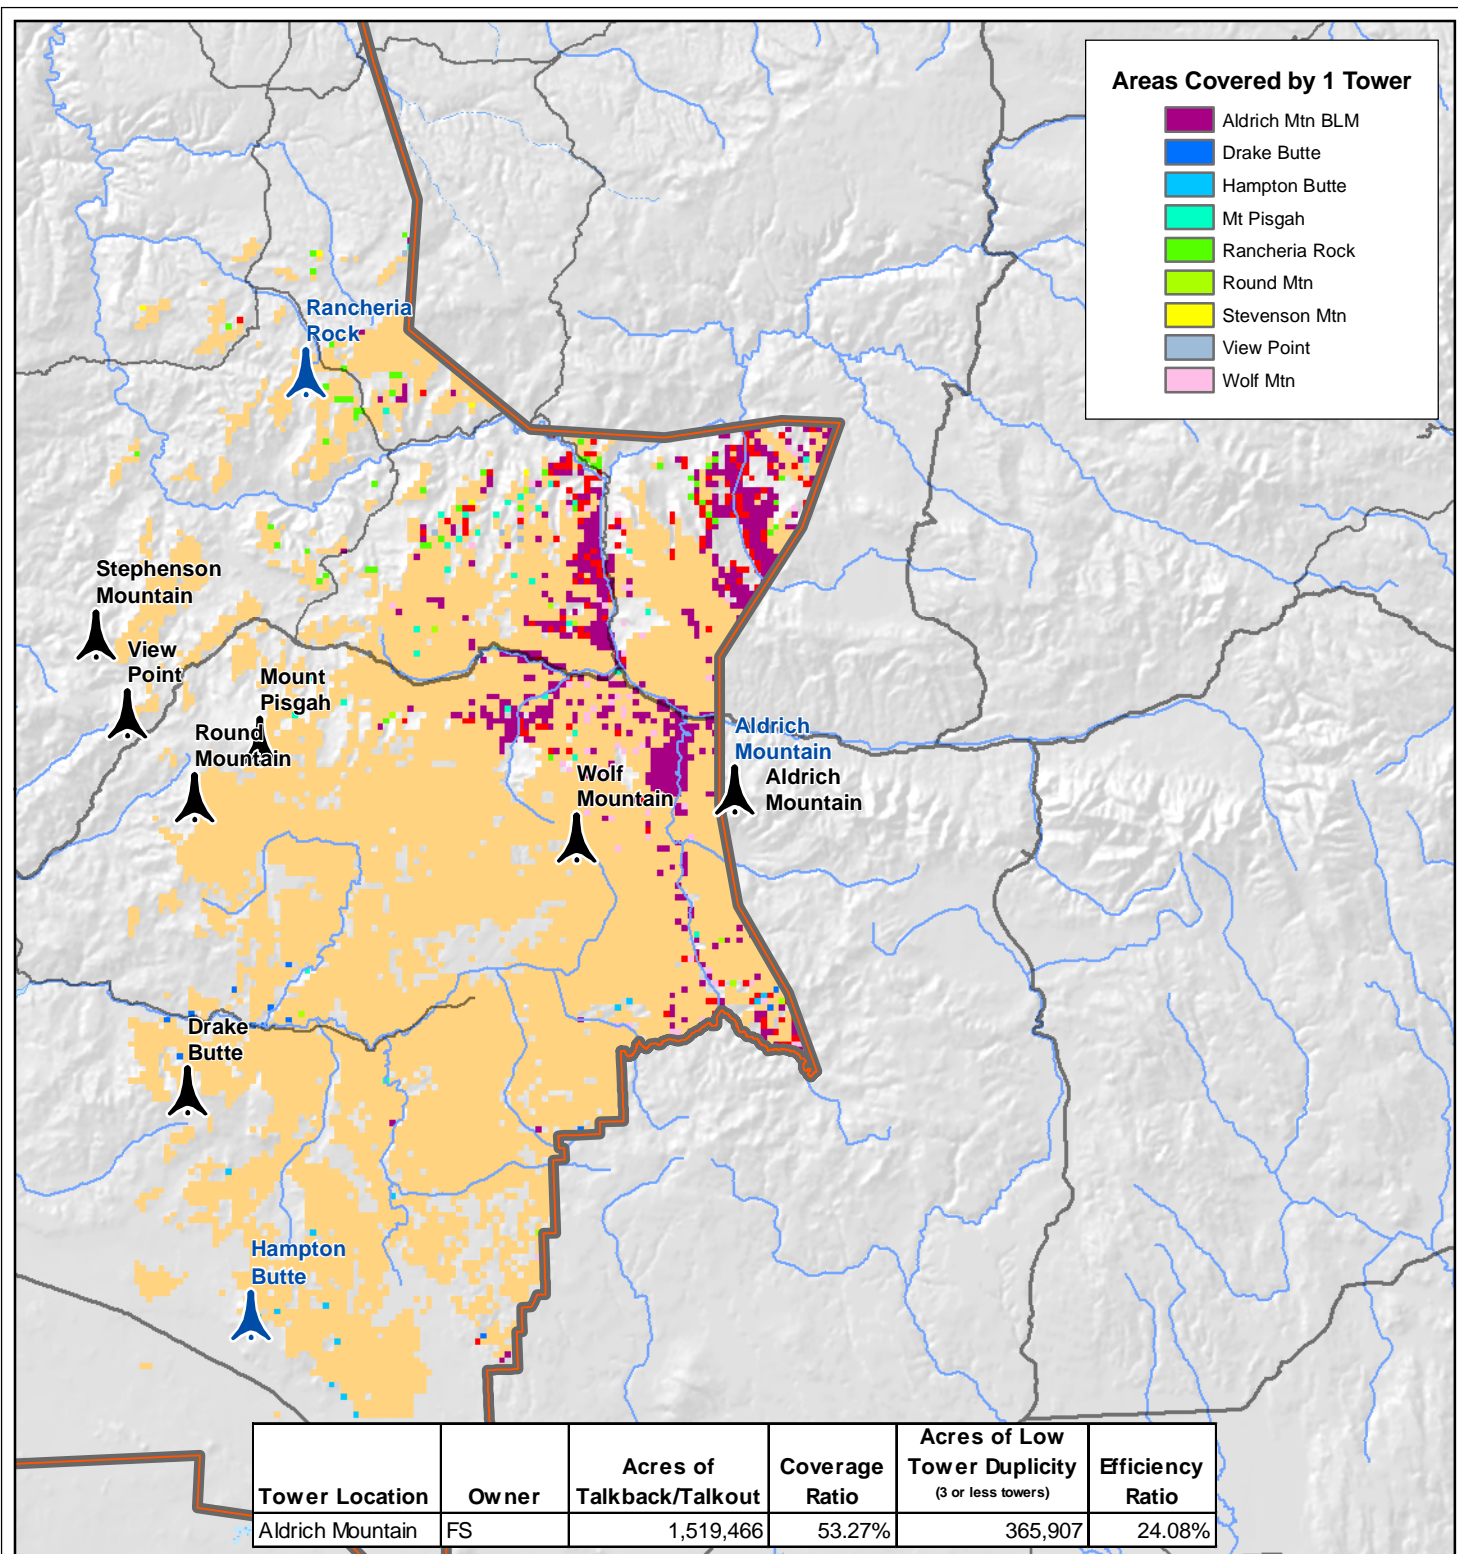 Areas Covered by 1 Tower
Aldrich Mtn BLM
Drake Butte
Hampton Butte
Mt Pisgah
Rancheria Rock
Round Mtn
Stevenson Mtn
View Point
Wolf Mtn
Rancheria
Rock
Stephenson
Mountain
View
Point
Mount
Pisgah
Round
Mountain
Aldrich
Mountain
Aldrich
Mountain
Wolf
Mountain
Drake
Butte
Hampton
Butte
Tower Location Owner Acres of Talkback/Talkout Coverage Ratio Acres of Low Tower Duplicity (3 or less towers) Efficiency Ratio
Aldrich Mountain FS 1,519,466 53.27% 365,907 24.08%